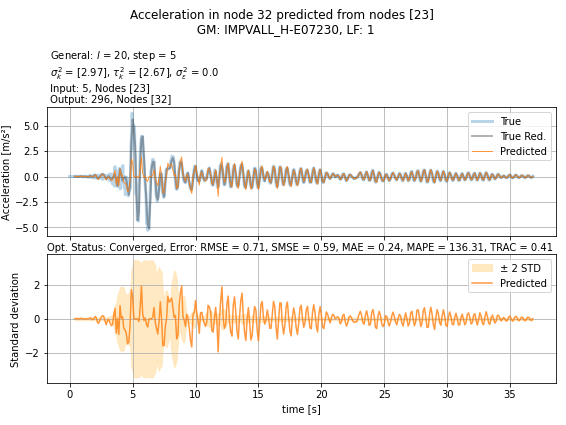 Acceleration in node 32 predicted from nodes [23]
GM: IMPVALL_H-E07230, LF: 1
General: l = 20, step = 5
σ²ₖ = [2.97], τ²ₖ = [2.67], σ²ε = 0.0
Input: 5, Nodes [23]
Output: 296, Nodes [32]
Acceleration [m/s²]
5.0
2.5
0.0
−2.5
−5.0
True
True Red.
Predicted
Opt. Status: Converged, Error: RMSE = 0.71, SMSE = 0.59, MAE = 0.24, MAPE = 136.31, TRAC = 0.41
Standard deviation
2
0
−2
± 2 STD
Predicted
0 5 10 15 20 25 30 35
time [s]